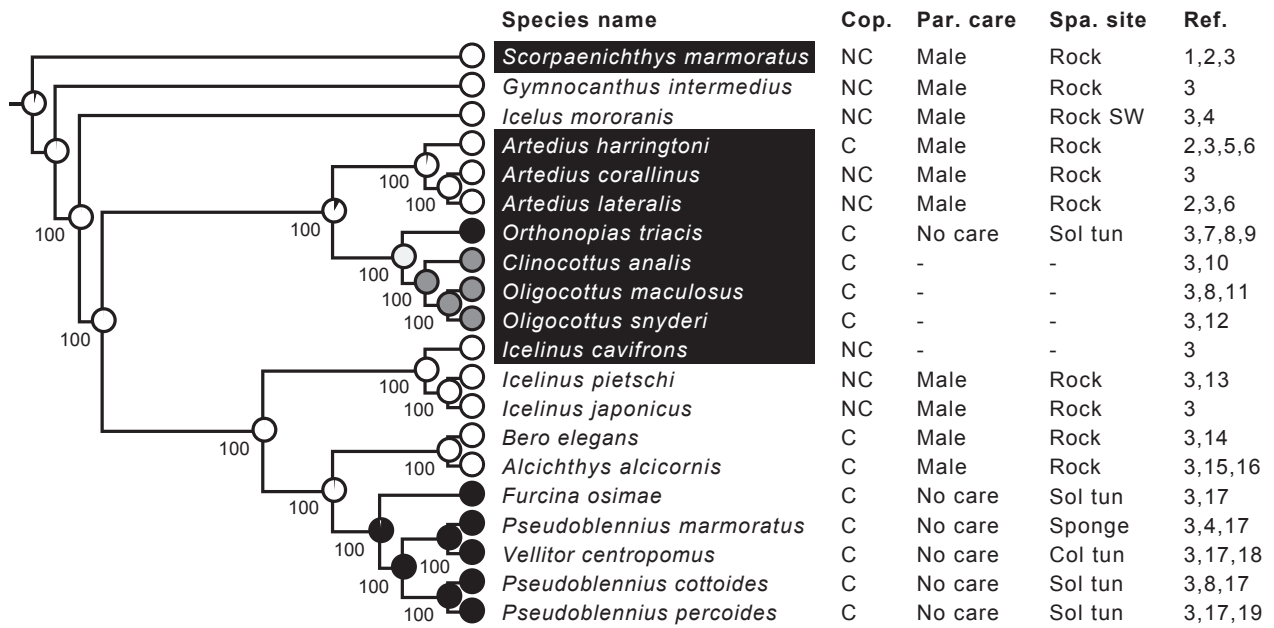 Species name Cop. Par. care Spa. site Ref.
Scorpaenichthys marmoratus NC Male Rock 1,2,3
Gymnocanthus intermedius NC Male Rock 3
Icelus mororanis NC Male Rock SW 3,4
Artedius harringtoni C Male Rock 2,3,5,6
100 Artedius corallinus NC Male Rock 3
100 Artedius lateralis NC Male Rock 2,3,6
100 100 Orthonopias triacis C No care Sol tun 3,7,8,9
100 Clinocottus analis C - - 3,10
100 Oligocottus maculosus C - - 3,8,11
100 100 Oligocottus snyderi C - - 3,12
Icelinus cavifrons NC - - 3
100 Icelinus pietschi NC Male Rock 3,13
100 Icelinus japonicus NC Male Rock 3
100 Bero elegans C Male Rock 3,14
100 Alcichthys alcicornis C Male Rock 3,15,16
100 Furcina osimae C No care Sol tun 3,17
Pseudoblennius marmoratus C No care Sponge 3,4,17
100 100 Vellitor centropomus C No care Col tun 3,17,18
100 Pseudoblennius cottoides C No care Sol tun 3,8,17
100 Pseudoblennius percoides C No care Sol tun 3,17,19